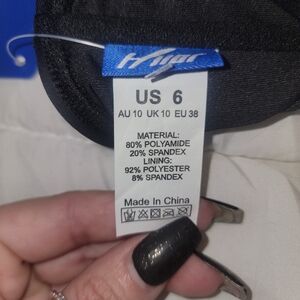 US 6
AU 10 UK 10 EU 38
MATERIAL:
80% POLYAMIDE
20% SPANDEX
LINING:
92% POLYESTER
8% SPANDEX
Made In China